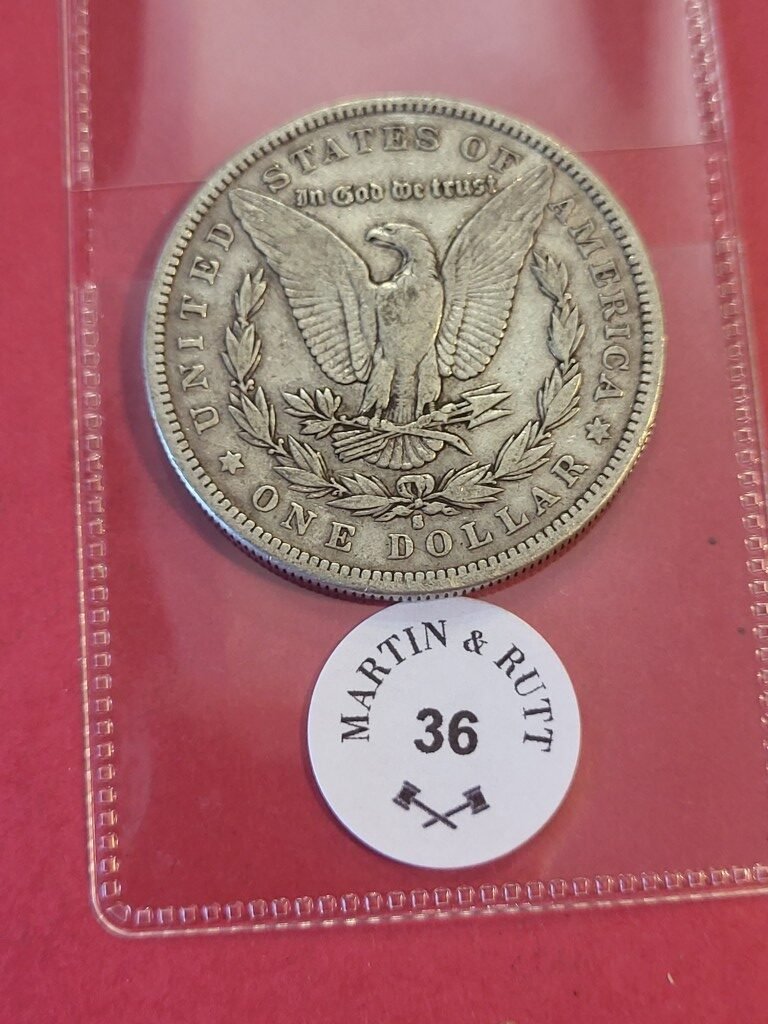 UNITED STATES OF AMERICA
In God We trust
S
ONE DOLLAR
MARTIN & RUTT
36